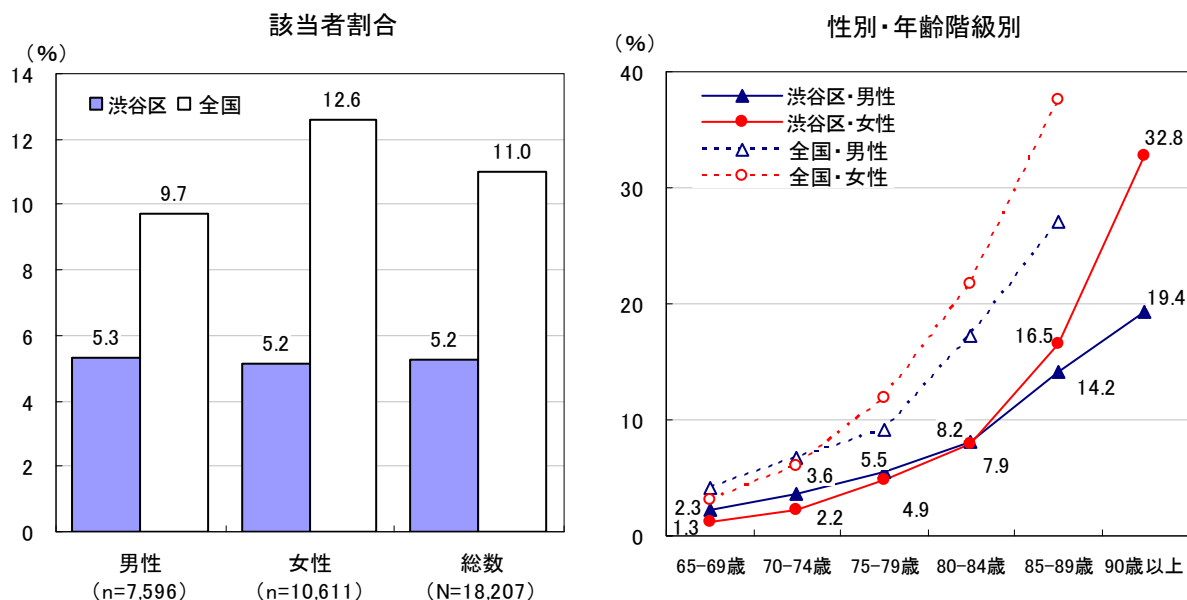 該当者割合
(%)
14
12
10
8
6
4
2
0
渋谷区 全国
5.3
9.7
5.2
12.6
5.2
11.0
男性
(n=7,596)
女性
(n=10,611)
総数
(N=18,207)
性別・年齢階級別
(%)
40
30
20
10
0
渋谷区・男性
渋谷区・女性
全国・男性
全国・女性
32.8
19.4
16.5
14.2
8.2
7.9
5.5
4.9
3.6
2.2
2.3
1.3
65-69歳 70-74歳 75-79歳 80-84歳 85-89歳 90歳以上